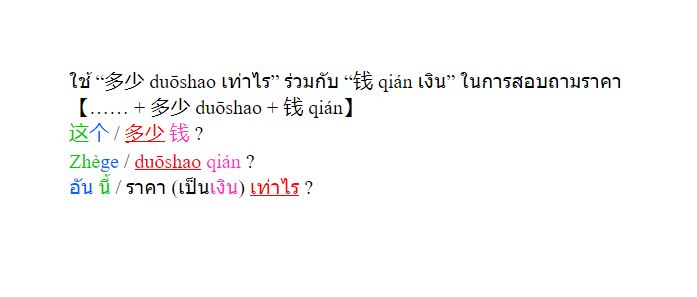 ใช้ “多少 duōshao เท่าไร” ร่วมกับ “钱 qián เงิน” ในการสอบถามราคา
【…… + 多少 duōshao + 钱 qián】
这个 / 多少 钱 ?
Zhège / duōshao qián ?
อัน นี้ / ราคา (เป็นเงิน) เท่าไร ?